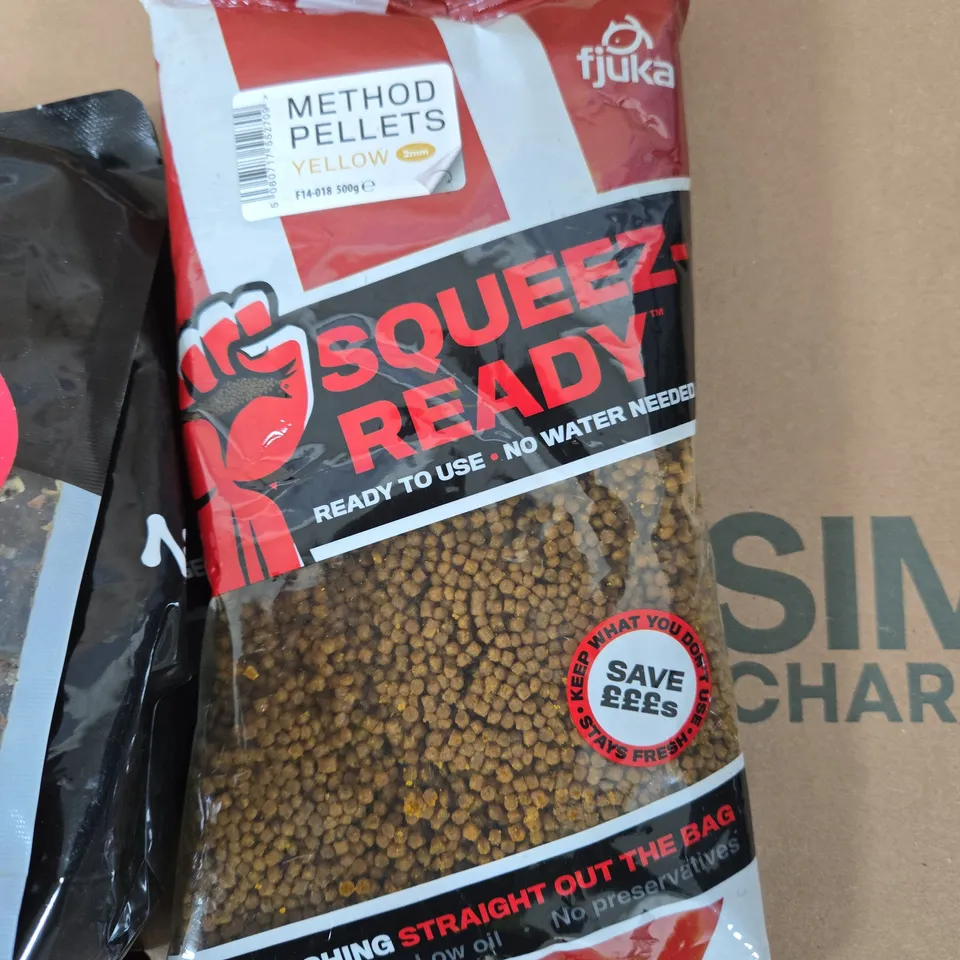 fjuka
METHOD
PELLETS
YELLOW 2mm
F14-018 500g ℮
SQUEEZ-
READY™
READY TO USE • NO WATER NEEDED
• KEEP WHAT YOU DON'T USE •
SAVE
£££s
STAYS FRESH
STRAIGHT OUT THE BAG
Low oil • No preservatives
SIM
CHAR